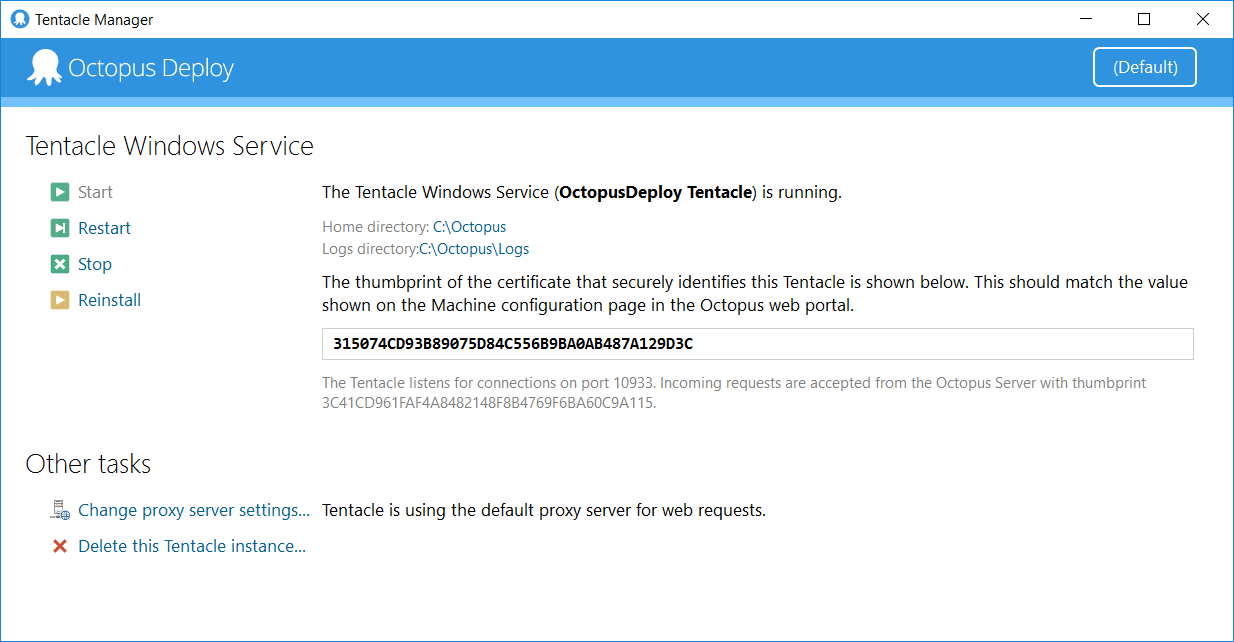 Tentacle Manager
Octopus Deploy
(Default)
Tentacle Windows Service
Start
Restart
Stop
Reinstall
The Tentacle Windows Service (OctopusDeploy Tentacle) is running.
Home directory: C:\Octopus
Logs directory:C:\Octopus\Logs
The thumbprint of the certificate that securely identifies this Tentacle is shown below. This should match the value
shown on the Machine configuration page in the Octopus web portal.
315074CD93B89075D84C556B9BA0AB487A129D3C
The Tentacle listens for connections on port 10933. Incoming requests are accepted from the Octopus Server with thumbprint
3C41CD961FAF4A8482148F8B4769F6BA60C9A115.
Other tasks
Change proxy server settings...
Tentacle is using the default proxy server for web requests.
Delete this Tentacle instance...